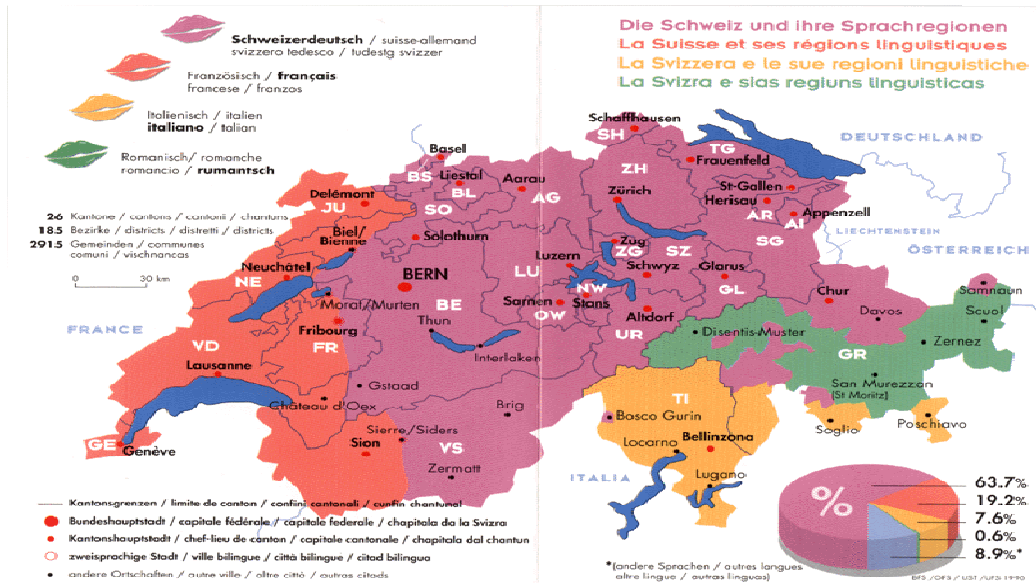 Schweizerdeutsch / suisse-allemand
svizzero tedesco / tudestg svizzer
Französisch / français
francese / franzos
Italienisch / italien
italiano / talian
Romanisch / romanche
romancio / rumantsch
Die Schweiz und ihre Sprachregionen
La Suisse et ses régions linguistiques
La Svizzera e le sue regioni linguistiche
La Svizra e sias regiuns linguisticas
26 Kantone / cantons / cantoni / chantuns
185 Bezirke / districts / distretti / districts
2915 Gemeinden / communes
comuni / vischmancas
0 30 km
Schaffhausen
SH
DEUTSCHLAND
TG
Basel
Frauenfeld
ZH
BS
Liestal
Aarau
BL
Zürich
St-Gallen
Herisau
Delémont
JU
SO
AG
AR
AI
Appenzell
Biel/
Bienne
Solothurn
Zug
ZG
SZ
SG
LIECHTENSTEIN
ÖSTERREICH
Luzern
LU
Neuchâtel
NE
BERN
Schwyz
Glarus
GL
NW
Stans
Sarnen
OW
Chur
Samnaun
Scuol
Morat/Murten
BE
Altdorf
Davos
FRANCE
Fribourg
FR
Thun
UR
Disentis-Muster
Zernez
VD
Interlaken
GR
Lausanne
Gstaad
San Murezzan
(St Moritz)
Château d'Oex
Brig
TI
Bosco Gurin
Soglio
Poschiavo
GE
Genève
Sierre/Siders
Sion
VS
Zermatt
Locarno
Bellinzona
ITALIA
Lugano
Kantonsgrenzen / limite de canton / confini cantonali / cunfin chantunal
Bundeshauptstadt / capitale fédérale / capitale federale / chapitala da la Svizra
Kantonshauptstadt / chef-lieu de canton / capitale cantonale / chapitala dal chantun
zweisprachige Stadt / ville bilingue / città bilingue / citad bilingua
andere Ortschaften / autre ville / altre città / autras citads
%
63.7%
19.2%
7.6%
0.6%
8.9%*
*(andere Sprachen / autres langues
altre lingue / autras linguas)